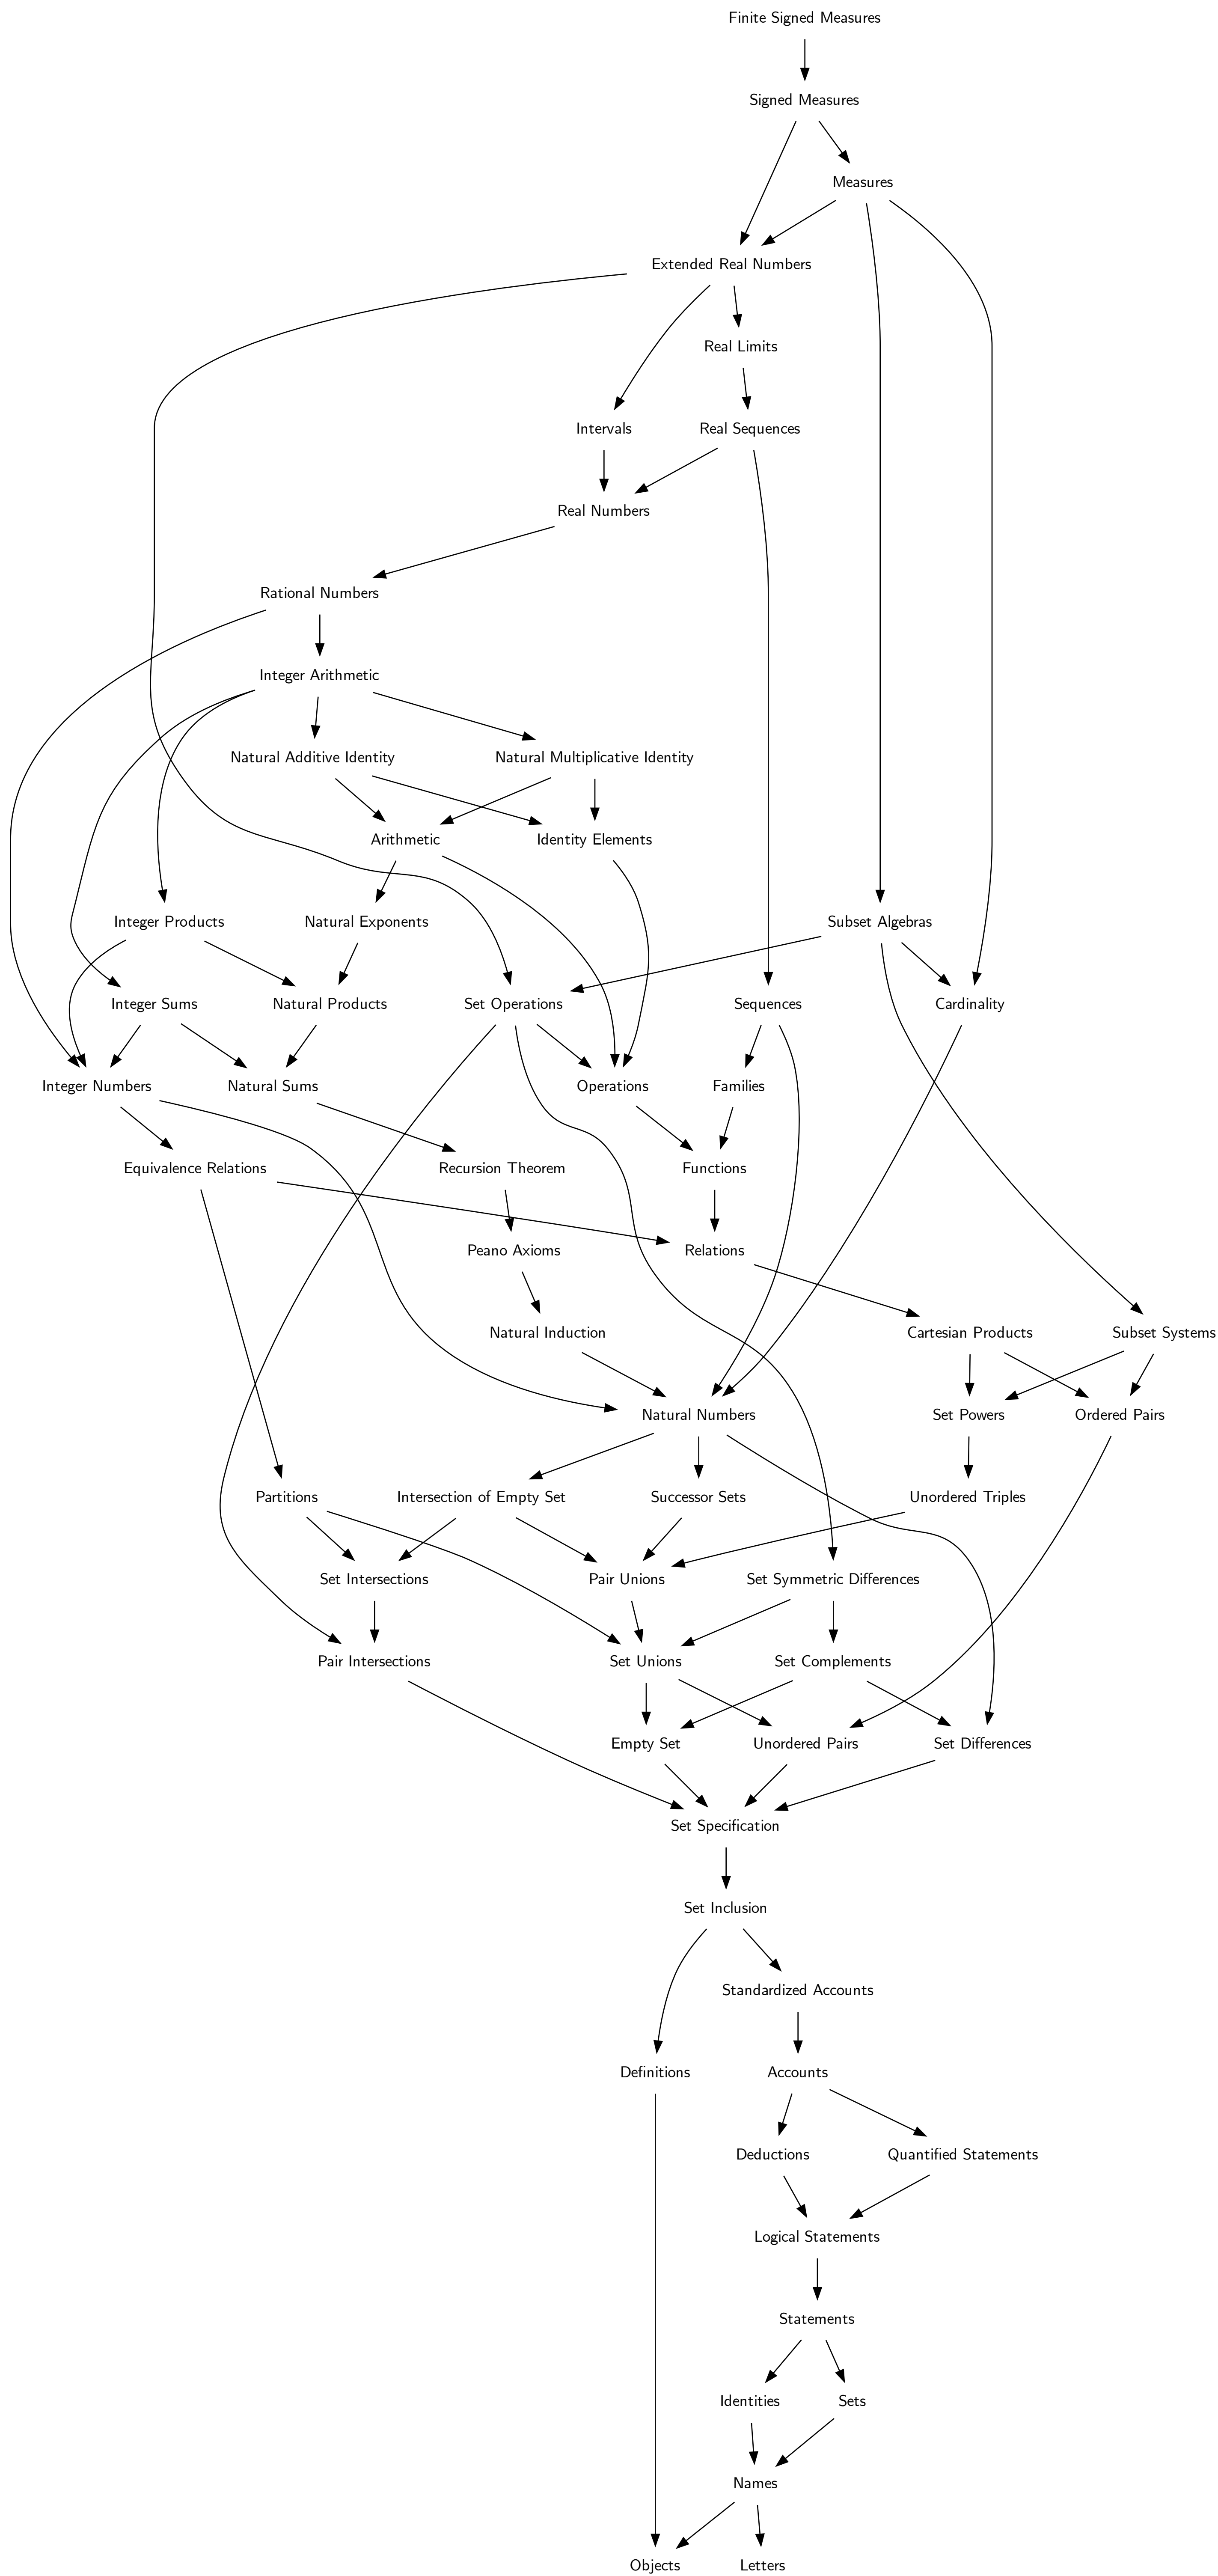 Finite Signed Measures
Signed Measures
Measures
Extended Real Numbers
Real Limits
Intervals
Real Sequences
Real Numbers
Rational Numbers
Integer Arithmetic
Natural Additive Identity
Natural Multiplicative Identity
Arithmetic
Identity Elements
Integer Products
Natural Exponents
Subset Algebras
Integer Sums
Natural Products
Set Operations
Sequences
Cardinality
Integer Numbers
Natural Sums
Operations
Families
Equivalence Relations
Recursion Theorem
Functions
Peano Axioms
Relations
Natural Induction
Cartesian Products
Subset Systems
Natural Numbers
Set Powers
Ordered Pairs
Partitions
Intersection of Empty Set
Successor Sets
Unordered Triples
Set Intersections
Pair Unions
Set Symmetric Differences
Pair Intersections
Set Unions
Set Complements
Empty Set
Unordered Pairs
Set Differences
Set Specification
Set Inclusion
Standardized Accounts
Definitions
Accounts
Deductions
Quantified Statements
Logical Statements
Statements
Identities
Sets
Names
Objects
Letters